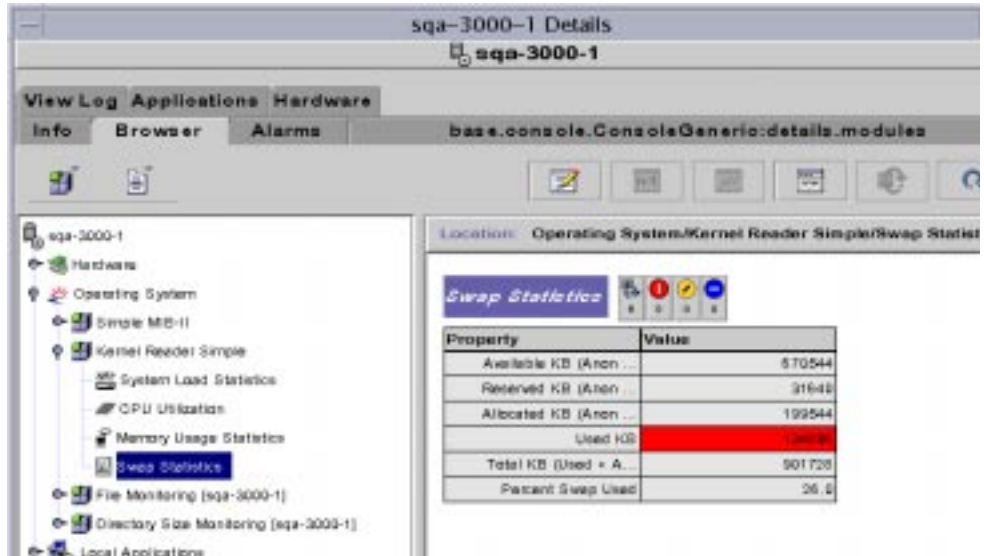 sqa-3000-1 Details
sqa-3000-1
View Log Applications Hardware
Info Browser Alarms base.console.ConsoleGeneric:details.modules
sqa-3000-1
Hardware
Operating System
Simple MIB-II
Kernel Reader Simple
System Load Statistics
CPU Utilization
Memory Usage Statistics
Swap Statistics
File Monitoring [sqa-3000-1]
Directory Size Monitoring [sqa-3000-1]
Local Applications
Location: Operating System/Kernel Reader Simple/Swap Statist
Swap Statistics
Property Value
Available KB (Anon ... 670544
Reserved KB (Anon ... 31640
Allocated KB (Anon ... 199544
Used KB
Total KB (Used + A... 901728
Percent Swap Used 26.0